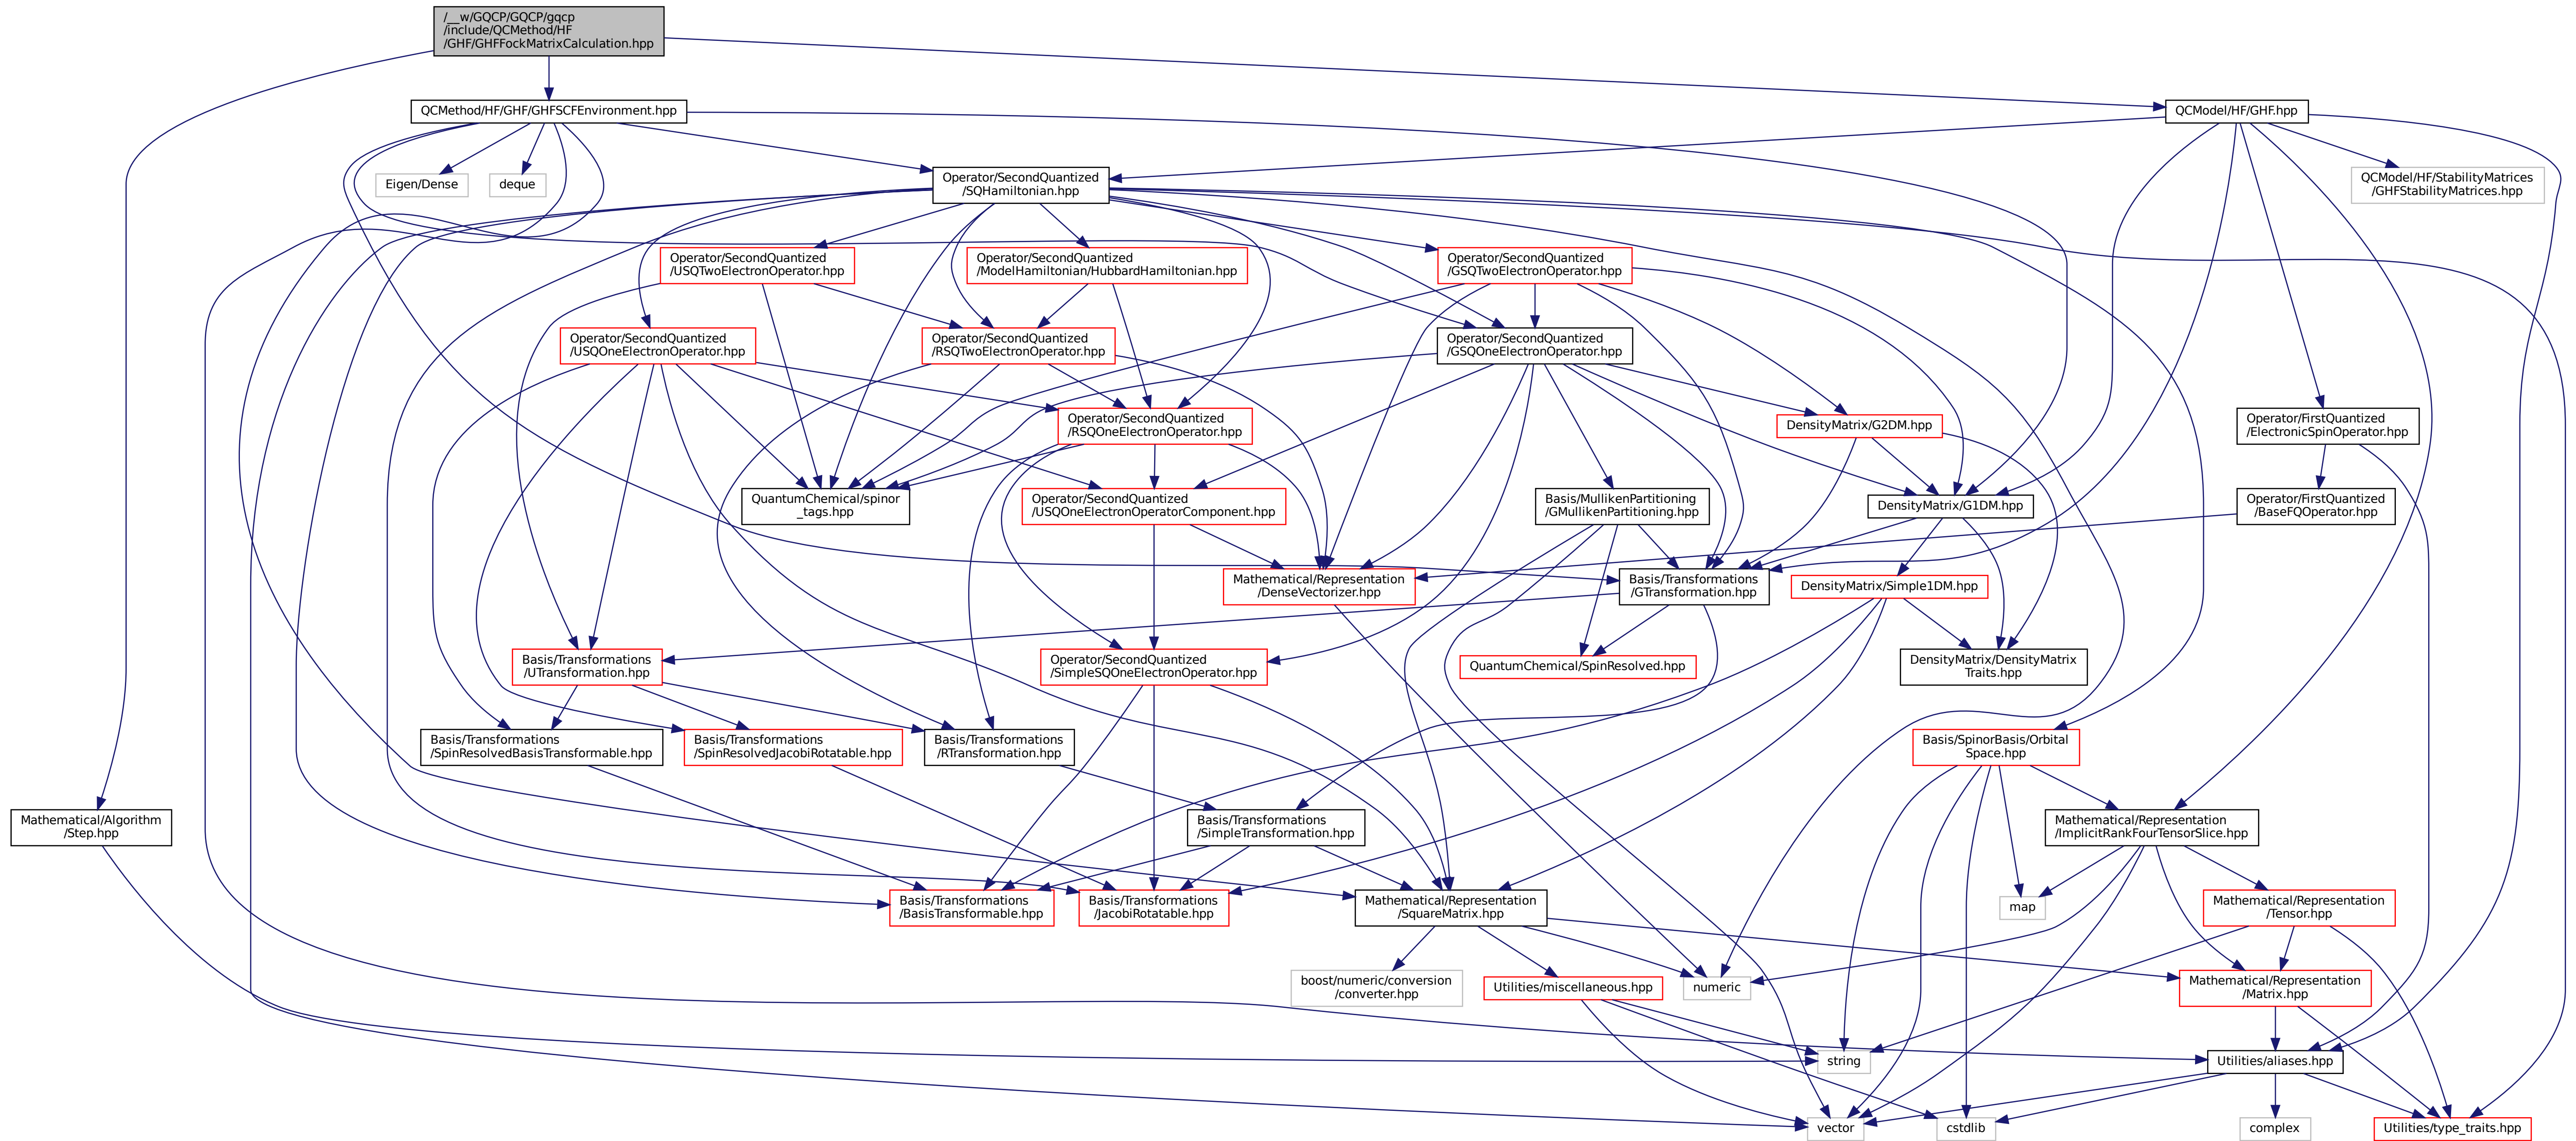 /__w/GQCP/GQCP/gqcp
/include/QCMethod/HF
/GHF/GHFFockMatrixCalculation.hpp
QCMethod/HF/GHF/GHFSCFEnvironment.hpp
QCModel/HF/GHF.hpp
Eigen/Dense
deque
Operator/SecondQuantized
/SQHamiltonian.hpp
QCModel/HF/StabilityMatrices
/GHFStabilityMatrices.hpp
Operator/SecondQuantized
/USQTwoElectronOperator.hpp
Operator/SecondQuantized
/ModelHamiltonian/HubbardHamiltonian.hpp
Operator/SecondQuantized
/GSQTwoElectronOperator.hpp
Operator/SecondQuantized
/USQOneElectronOperator.hpp
Operator/SecondQuantized
/RSQTwoElectronOperator.hpp
Operator/SecondQuantized
/GSQOneElectronOperator.hpp
Operator/SecondQuantized
/RSQOneElectronOperator.hpp
DensityMatrix/G2DM.hpp
Operator/FirstQuantized
/ElectronicSpinOperator.hpp
QuantumChemical/spinor
_tags.hpp
Operator/SecondQuantized
/USQOneElectronOperatorComponent.hpp
Basis/MullikenPartitioning
/GMullikenPartitioning.hpp
DensityMatrix/G1DM.hpp
Operator/FirstQuantized
/BaseFQOperator.hpp
Mathematical/Representation
/DenseVectorizer.hpp
Basis/Transformations
/GTransformation.hpp
DensityMatrix/Simple1DM.hpp
Basis/Transformations
/UTransformation.hpp
Operator/SecondQuantized
/SimpleSQOneElectronOperator.hpp
QuantumChemical/SpinResolved.hpp
DensityMatrix/DensityMatrix
Traits.hpp
Basis/Transformations
/SpinResolvedBasisTransformable.hpp
Basis/Transformations
/SpinResolvedJacobiRotatable.hpp
Basis/Transformations
/RTransformation.hpp
Basis/SpinorBasis/Orbital
Space.hpp
Mathematical/Algorithm
/Step.hpp
Basis/Transformations
/SimpleTransformation.hpp
Mathematical/Representation
/ImplicitRankFourTensorSlice.hpp
Basis/Transformations
/BasisTransformable.hpp
Basis/Transformations
/JacobiRotatable.hpp
Mathematical/Representation
/SquareMatrix.hpp
map
Mathematical/Representation
/Tensor.hpp
boost/numeric/conversion
/converter.hpp
Utilities/miscellaneous.hpp
numeric
Mathematical/Representation
/Matrix.hpp
string
Utilities/aliases.hpp
vector
cstdlib
complex
Utilities/type_traits.hpp